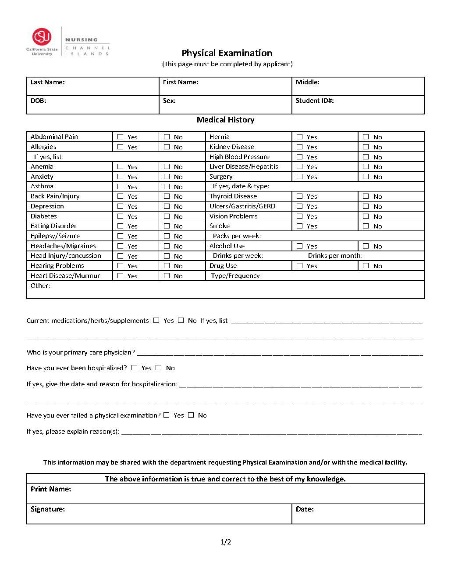 CSU
NURSING
California State University
CHANNEL ISLANDS
Physical Examination
(This page must be completed by applicant)
Last Name: First Name: Middle:
DOB: Sex: Student ID#:
Medical History
Abdominal Pain ☐ Yes ☐ No Hernia ☐ Yes ☐ No
Allergies ☐ Yes ☐ No Kidney Disease ☐ Yes ☐ No
If yes, list: High Blood Pressure ☐ Yes ☐ No
Anemia ☐ Yes ☐ No Liver Disease/Hepatitis ☐ Yes ☐ No
Anxiety ☐ Yes ☐ No Surgery ☐ Yes ☐ No
Asthma ☐ Yes ☐ No If yes, date & type:
Back Pain/Injury ☐ Yes ☐ No Thyroid Disease ☐ Yes ☐ No
Depression ☐ Yes ☐ No Ulcers/Gastritis/GERD ☐ Yes ☐ No
Diabetes ☐ Yes ☐ No Vision Problems ☐ Yes ☐ No
Eating Disorder ☐ Yes ☐ No Smoke ☐ Yes ☐ No
Epilepsy/Seizure ☐ Yes ☐ No Packs per week:
Headaches/Migraines ☐ Yes ☐ No Alcohol Use ☐ Yes ☐ No
Head Injury/concussion ☐ Yes ☐ No Drinks per week: Drinks per month:
Hearing Problems ☐ Yes ☐ No Drug Use ☐ Yes ☐ No
Heart Disease/Murmur ☐ Yes ☐ No Type/Frequency
Other:
Current medications/herbs/supplements: ☐ Yes ☐ No If yes, list
Who is your primary care physician?
Have you ever been hospitalized? ☐ Yes ☐ No
If yes, give the date and reason for hospitalization:
Have you ever failed a physical examination? ☐ Yes ☐ No
If yes, please explain reason(s):
This information may be shared with the department requesting Physical Examination and/or with the medical facility.
The above information is true and correct to the best of my knowledge.
Print Name:
Signature: Date:
1/2